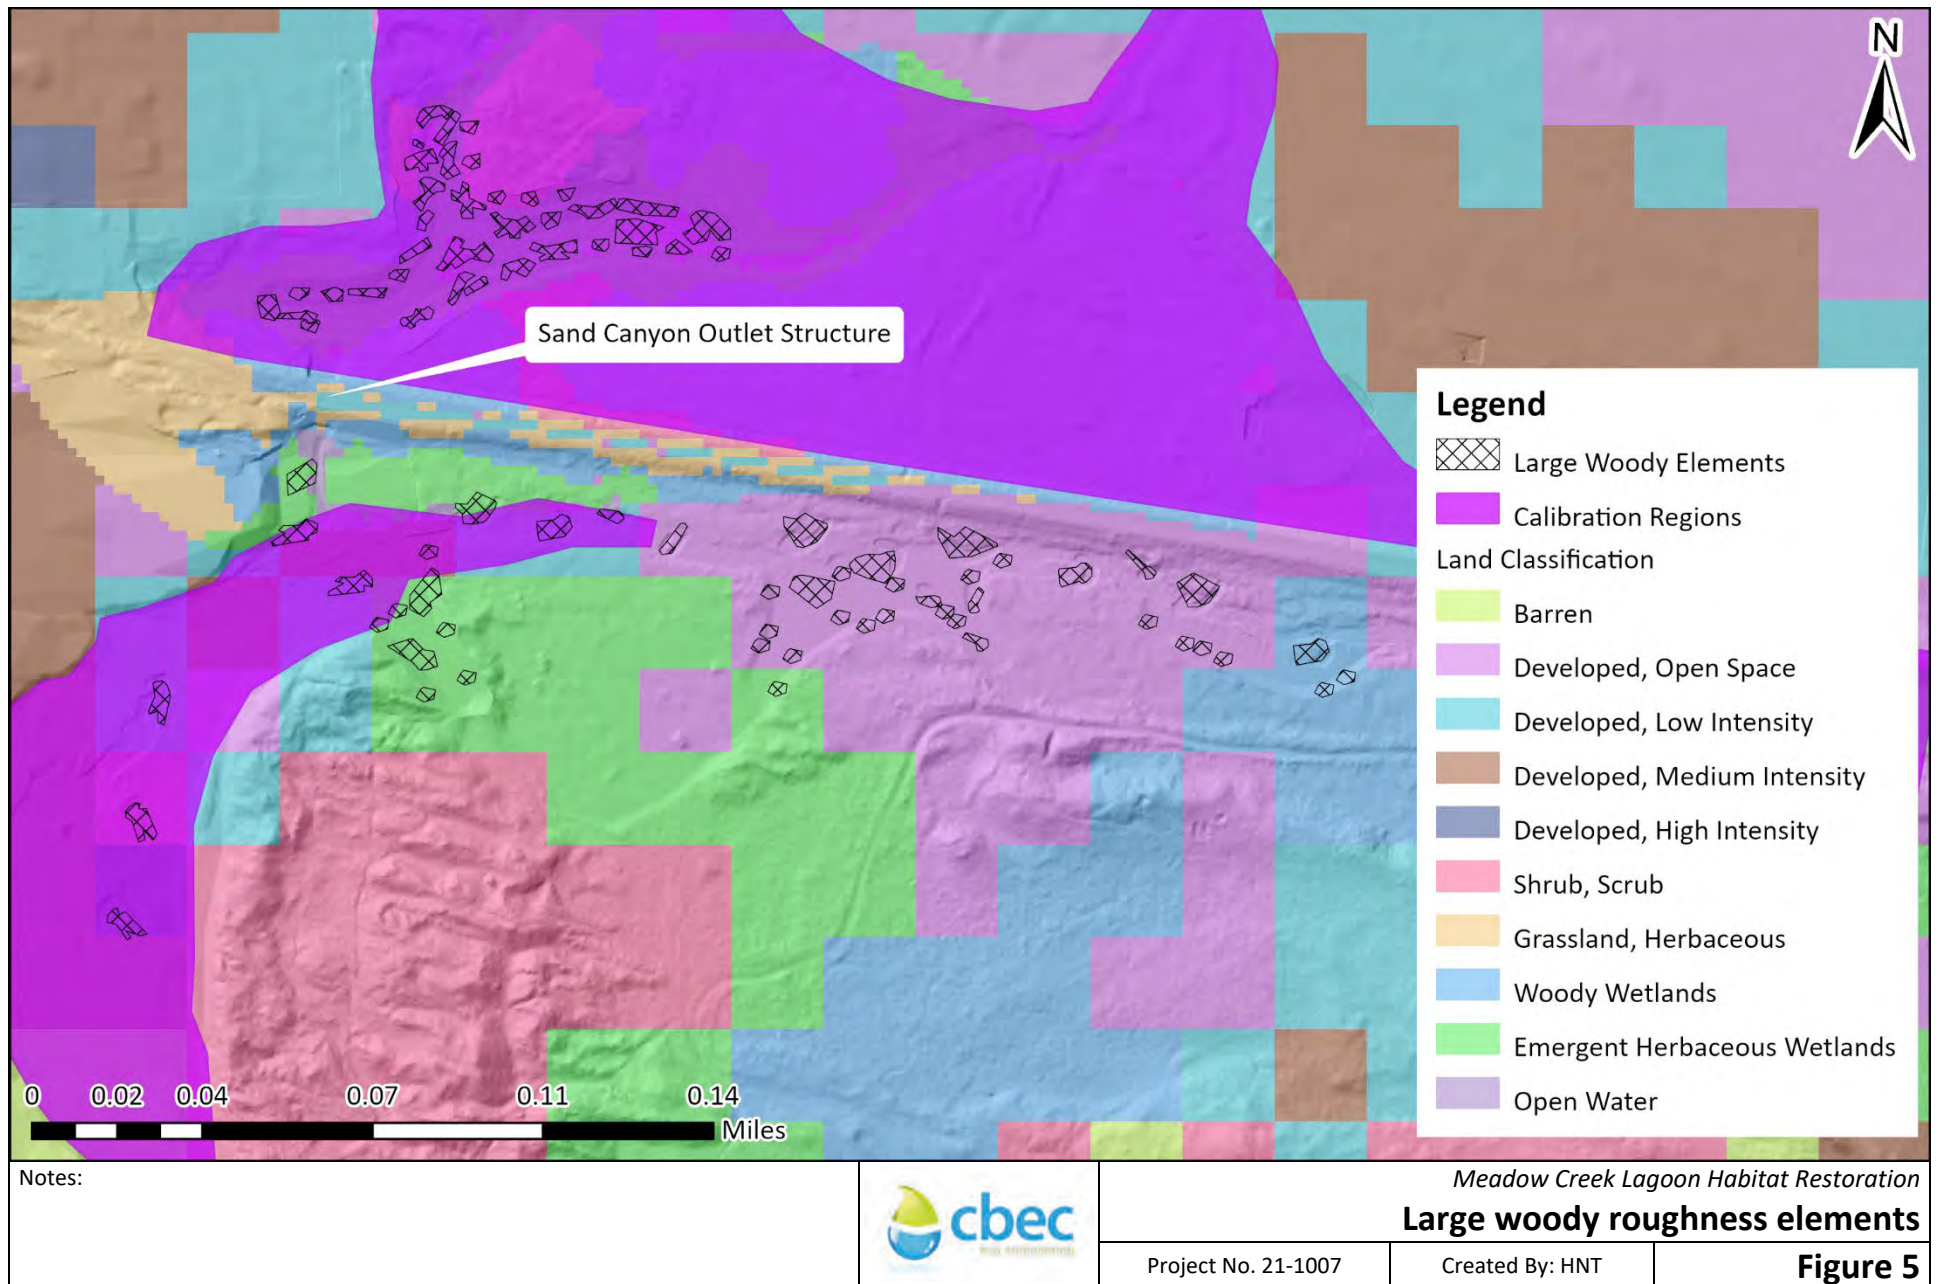 N
Sand Canyon Outlet Structure
Legend
Large Woody Elements
Calibration Regions
Land Classification
Barren
Developed, Open Space
Developed, Low Intensity
Developed, Medium Intensity
Developed, High Intensity
Shrub, Scrub
Grassland, Herbaceous
Woody Wetlands
Emergent Herbaceous Wetlands
Open Water
0 0.02 0.04 0.07 0.11 0.14
Miles
Notes:
cbec
Meadow Creek Lagoon Habitat Restoration
Large woody roughness elements
Project No. 21-1007
Created By: HNT
Figure 5